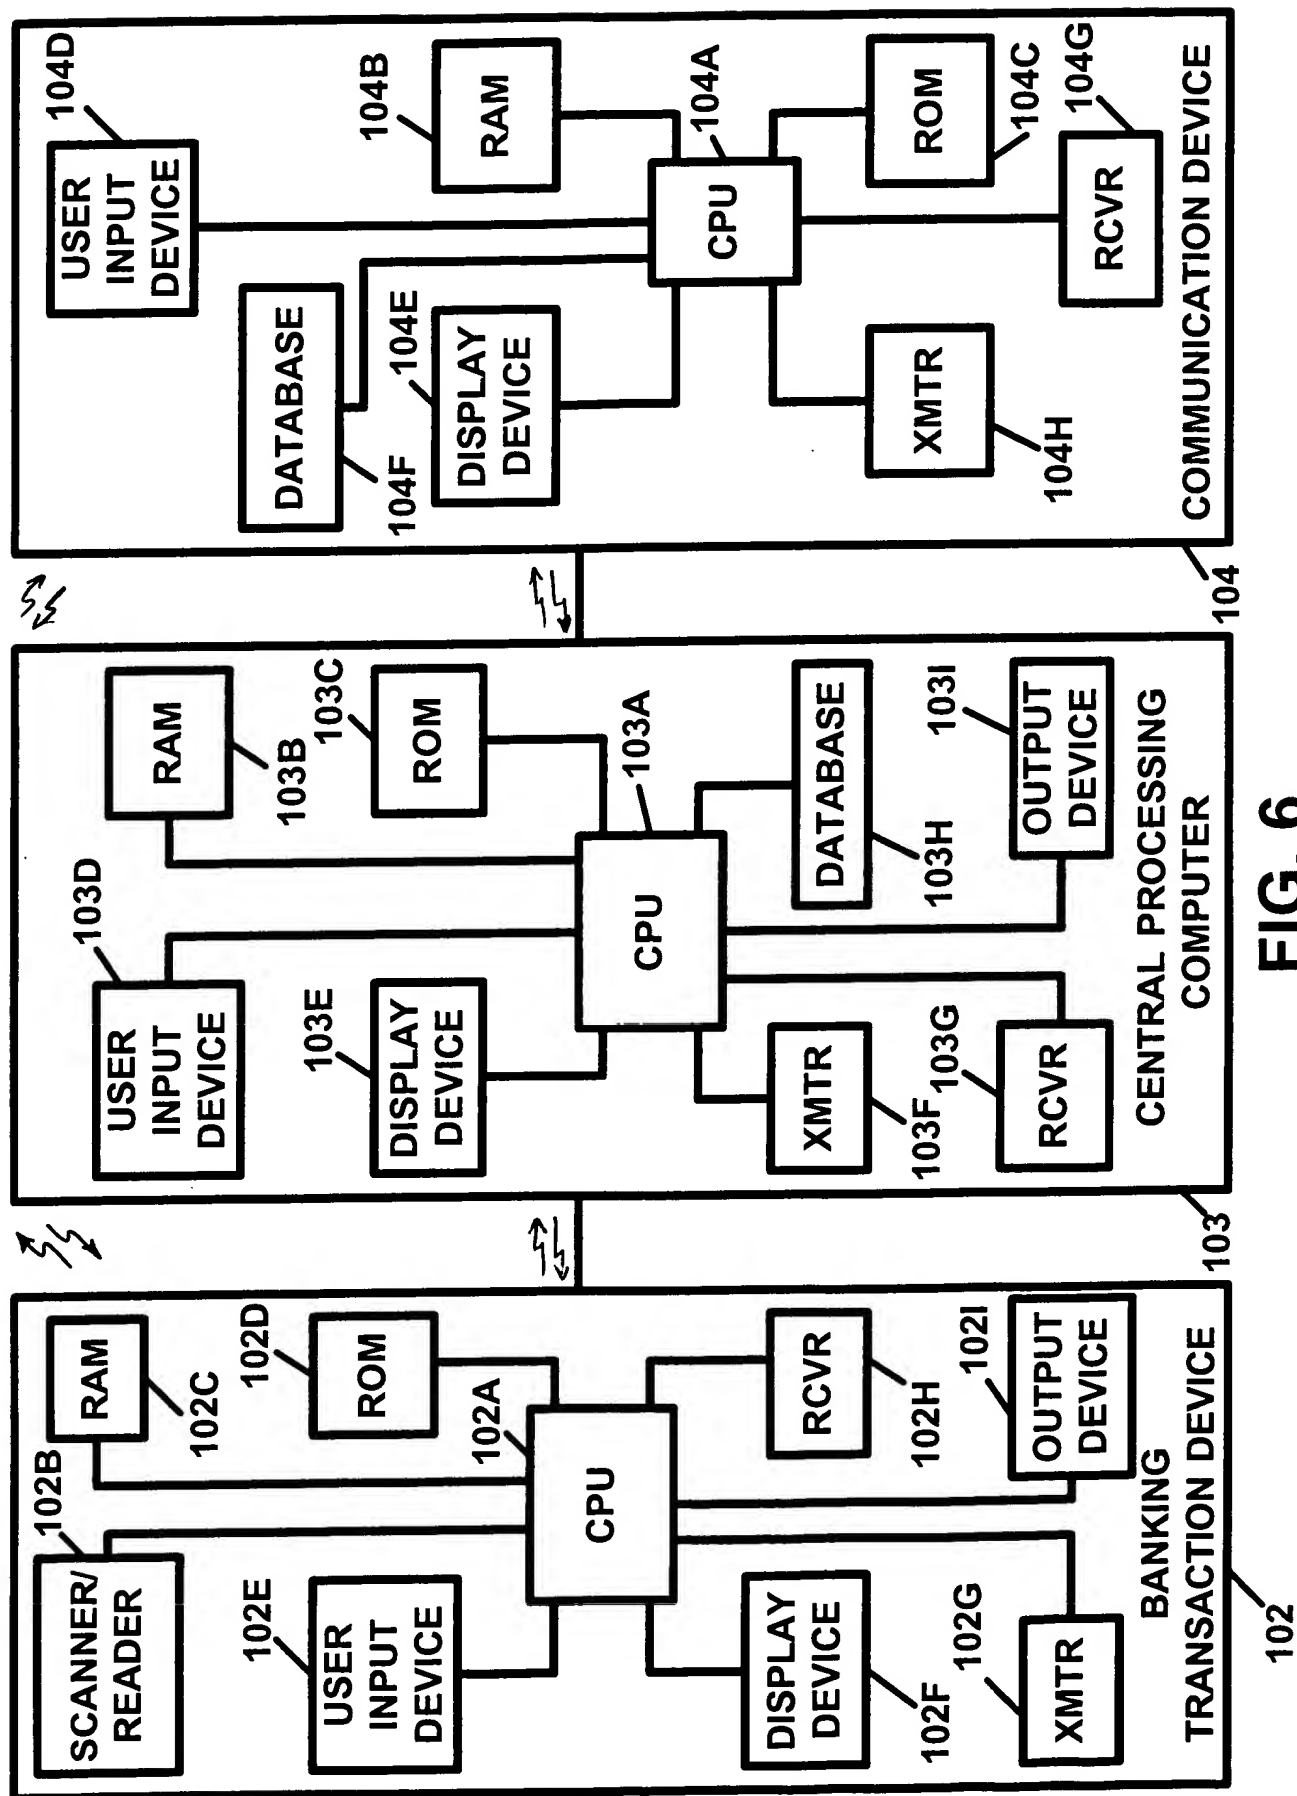 102B
SCANNER/
READER
RAM
102C
102E
USER
INPUT
DEVICE
102D
ROM
102A
CPU
DISPLAY
DEVICE
102F
RCVR
102H
102G
XMTR
102I
OUTPUT
DEVICE
BANKING
TRANSACTION DEVICE
102
103D
USER
INPUT
DEVICE
RAM
103B
103E
DISPLAY
DEVICE
103C
ROM
103A
CPU
XMTR
103F
DATABASE
103H
103G
RCVR
103I
OUTPUT
DEVICE
CENTRAL PROCESSING
COMPUTER
103
104D
USER
INPUT
DEVICE
DATABASE
104F
104B
RAM
104E
DISPLAY
DEVICE
104A
CPU
XMTR
104H
ROM
104C
104G
RCVR
COMMUNICATION DEVICE
104
FIG. 6